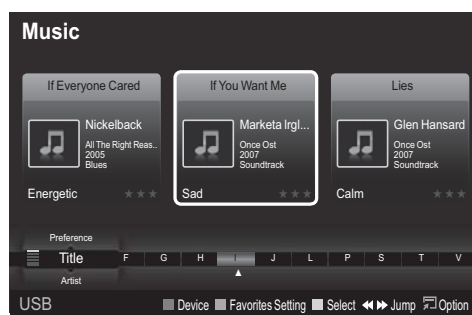 Music
If Everyone Cared
Nickelback
All The Right Reas..
2005
Blues
Energetic
If You Want Me
Marketa Irgl...
Once Ost
2007
Soundtrack
Sad
Lies
Glen Hansard
Once Ost
2007
Soundtrack
Calm
Preference
Title F G H I J L P S T V
Artist
USB Device Favorites Setting Select Jump Option